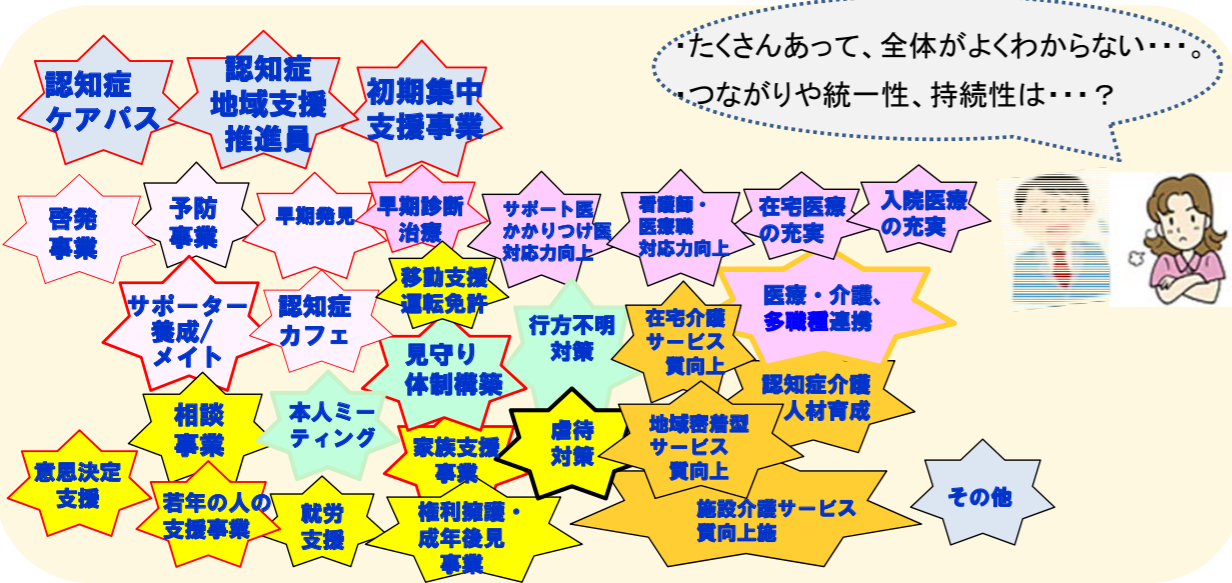 ・たくさんあって、全体がよくわからない・・・。
・つながりや統一性、持続性は・・・?
認知症
ケアパス
認知症
地域支援
推進員
初期集中
支援事業
啓発
事業
予防
事業
早期発見
早期診断
治療
サポート医
かかりつけ医
対応力向上
看護師・
医療職
対応力向上
在宅医療
の充実
入院医療
の充実
サポーター
養成/
メイト
認知症
カフェ
移動支援
運転免許
見守り
体制構築
行方不明
対策
在宅介護
サービス
質向上
医療・介護、
多職種連携
認知症介護
人材育成
相談
事業
本人ミー
ティング
家族支援
事業
虐待
対策
地域密着型
サービス
質向上
意思決定
支援
若年の人の
支援事業
就労
支援
権利擁護・
成年後見
事業
施設介護サービス
質向上施
その他